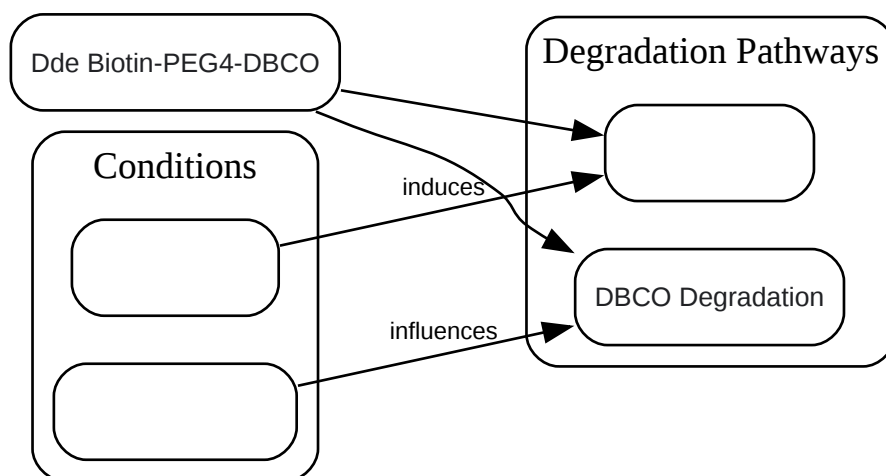 Dde Biotin-PEG4-DBCO
Degradation Pathways
Conditions
induces
DBCO Degradation
influences